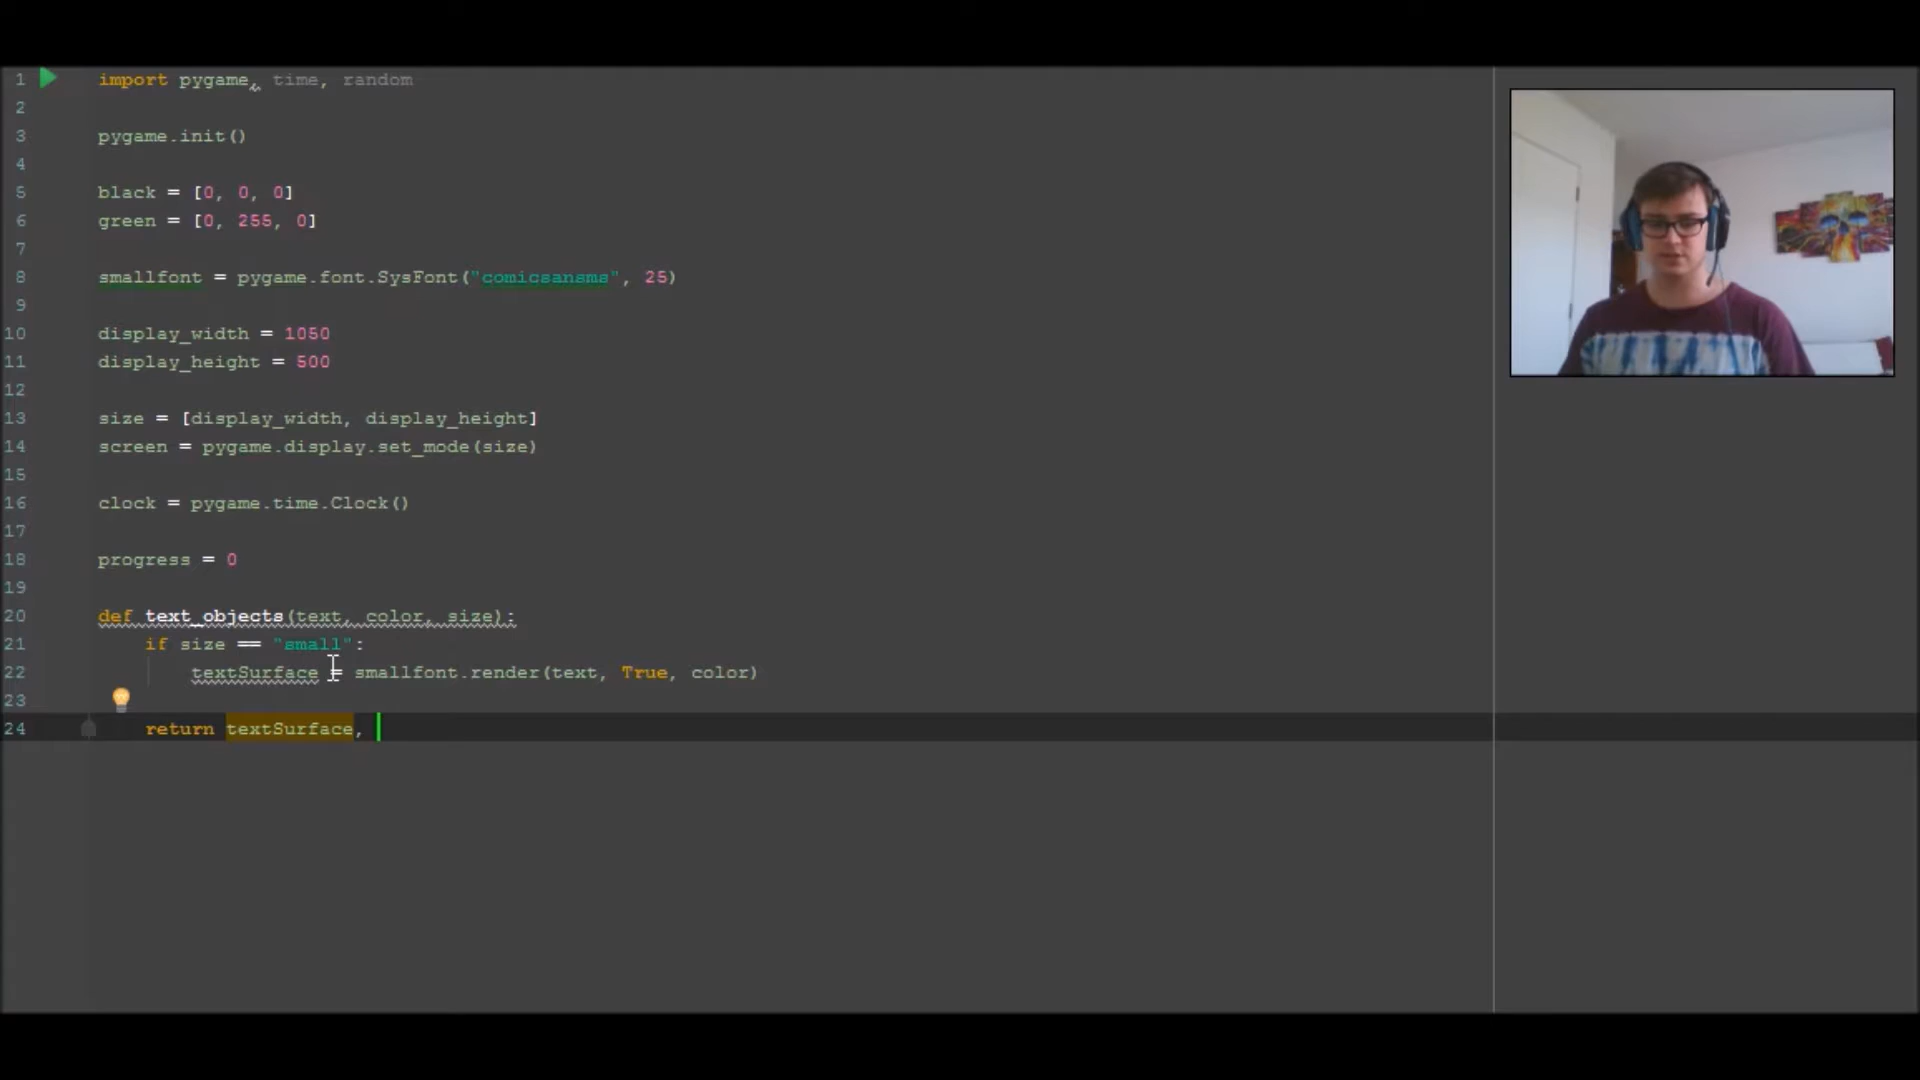 1 import pygame, time, random
2
3 pygame.init()
4
5 black = [0, 0, 0]
6 green = [0, 255, 0]
7
8 smallfont = pygame.font.SysFont("comicsansms", 25)
9
10 display_width = 1050
11 display_height = 500
12
13 size = [display_width, display_height]
14 screen = pygame.display.set_mode(size)
15
16 clock = pygame.time.Clock()
17
18 progress = 0
19
20 def text_objects(text, color, size):
21 if size == "small":
22 textSurface = smallfont.render(text, True, color)
23
24 return textSurface,